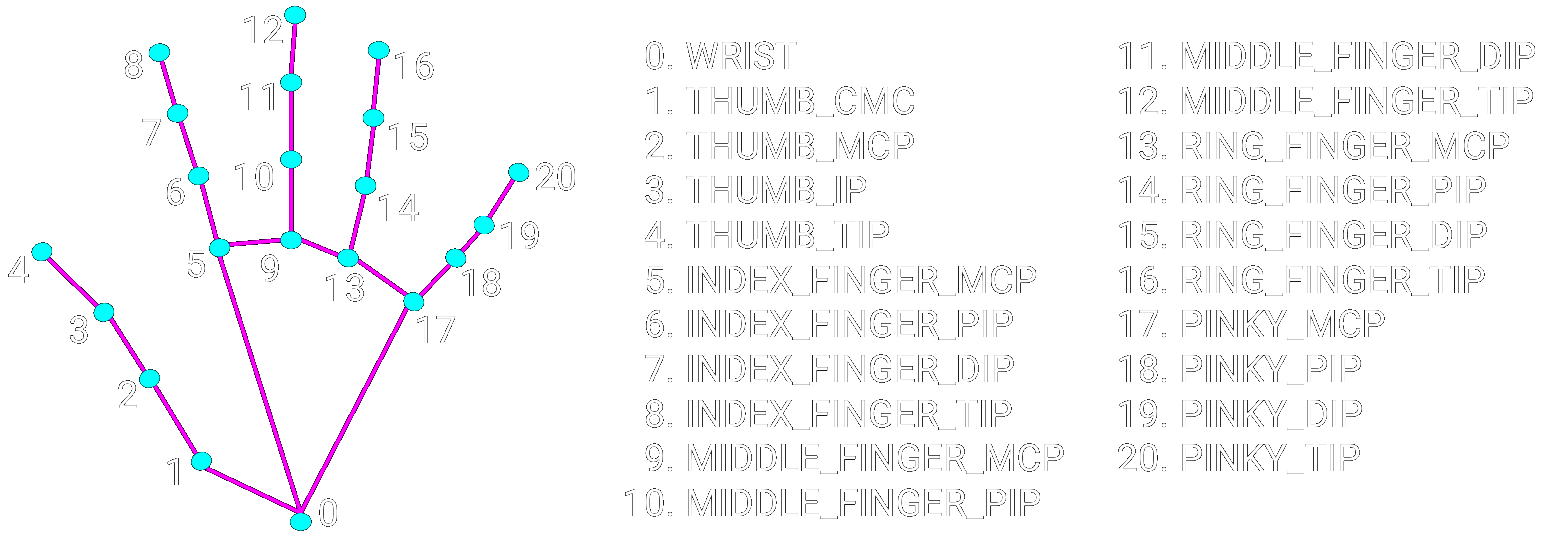 12
8
16
11
7
15
6
10
20
14
19
5
9
4
18
13
3
17
2
1
0
0. WRIST
1. THUMB_CMC
2. THUMB_MCP
3. THUMB_IP
4. THUMB_TIP
5. INDEX_FINGER_MCP
6. INDEX_FINGER_PIP
7. INDEX_FINGER_DIP
8. INDEX_FINGER_TIP
9. MIDDLE_FINGER_MCP
10. MIDDLE_FINGER_PIP
11. MIDDLE_FINGER_DIP
12. MIDDLE_FINGER_TIP
13. RING_FINGER_MCP
14. RING_FINGER_PIP
15. RING_FINGER_DIP
16. RING_FINGER_TIP
17. PINKY_MCP
18. PINKY_PIP
19. PINKY_DIP
20. PINKY_TIP